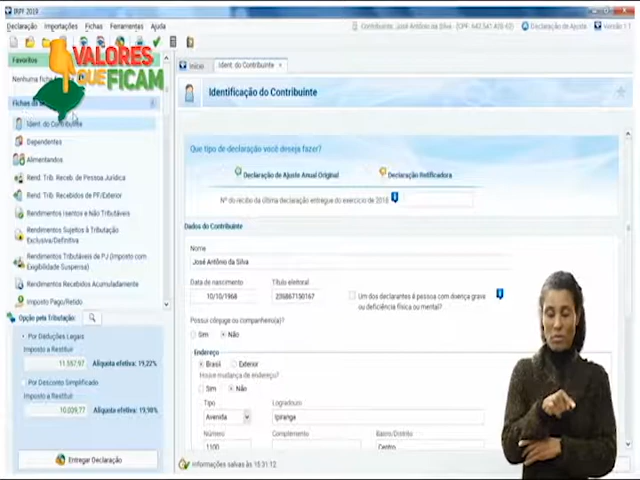 IRPF 2019
Declaração Importações Fichas Ferramentas Ajuda
Contribuinte: José Antônio da Silva
Declaração de Ajuste
Versão 1.1
VALORES
QUE FICAM
Favoritos
Nenhuma
Fichas da
Ident. do Contribuinte
Dependentes
Alimentandos
Rend. Trib. Receb. de Pessoa Jurídica
Rend. Trib. Recebidos de PF/Exterior
Rendimentos Isentos e Não Tributáveis
Rendimentos Sujeitos à Tributação
Exclusiva/Definitiva
Rendimentos Tributáveis de PJ (Imposto com
Exigibilidade Suspensa)
Rendimentos Recebidos Acumuladamente
Imposto Pago/Retido
Opção pela Tributação:
Por Deduções Legais
Imposto a Restituir
11.557,97 Alíquota efetiva: 19,22%
Por Desconto Simplificado
Imposto a Restituir
10.039,77 Alíquota efetiva: 19,98%
Entregar Declaração
Início
Ident. do Contribuinte
Identificação do Contribuinte
Que tipo de declaração você deseja fazer?
Declaração de Ajuste Anual Original
Declaração Retificadora
Nº do recibo da última declaração entregue do exercício de 2018
Dados do Contribuinte
Nome
José Antônio da Silva
Data de nascimento
Título eleitoral
10/10/1968
Um dos declarantes é pessoa com doença grave
ou deficiência física ou mental?
Possui cônjuge ou companheiro(a)?
Sim Não
Endereço
Brasil Exterior
Houve mudança de endereço?
Sim Não
Tipo
Logradouro
Avenida
Ipiranga
Número
Complemento
Bairro/Distrito
1100
Centro
Informações salvas às 15:31:12